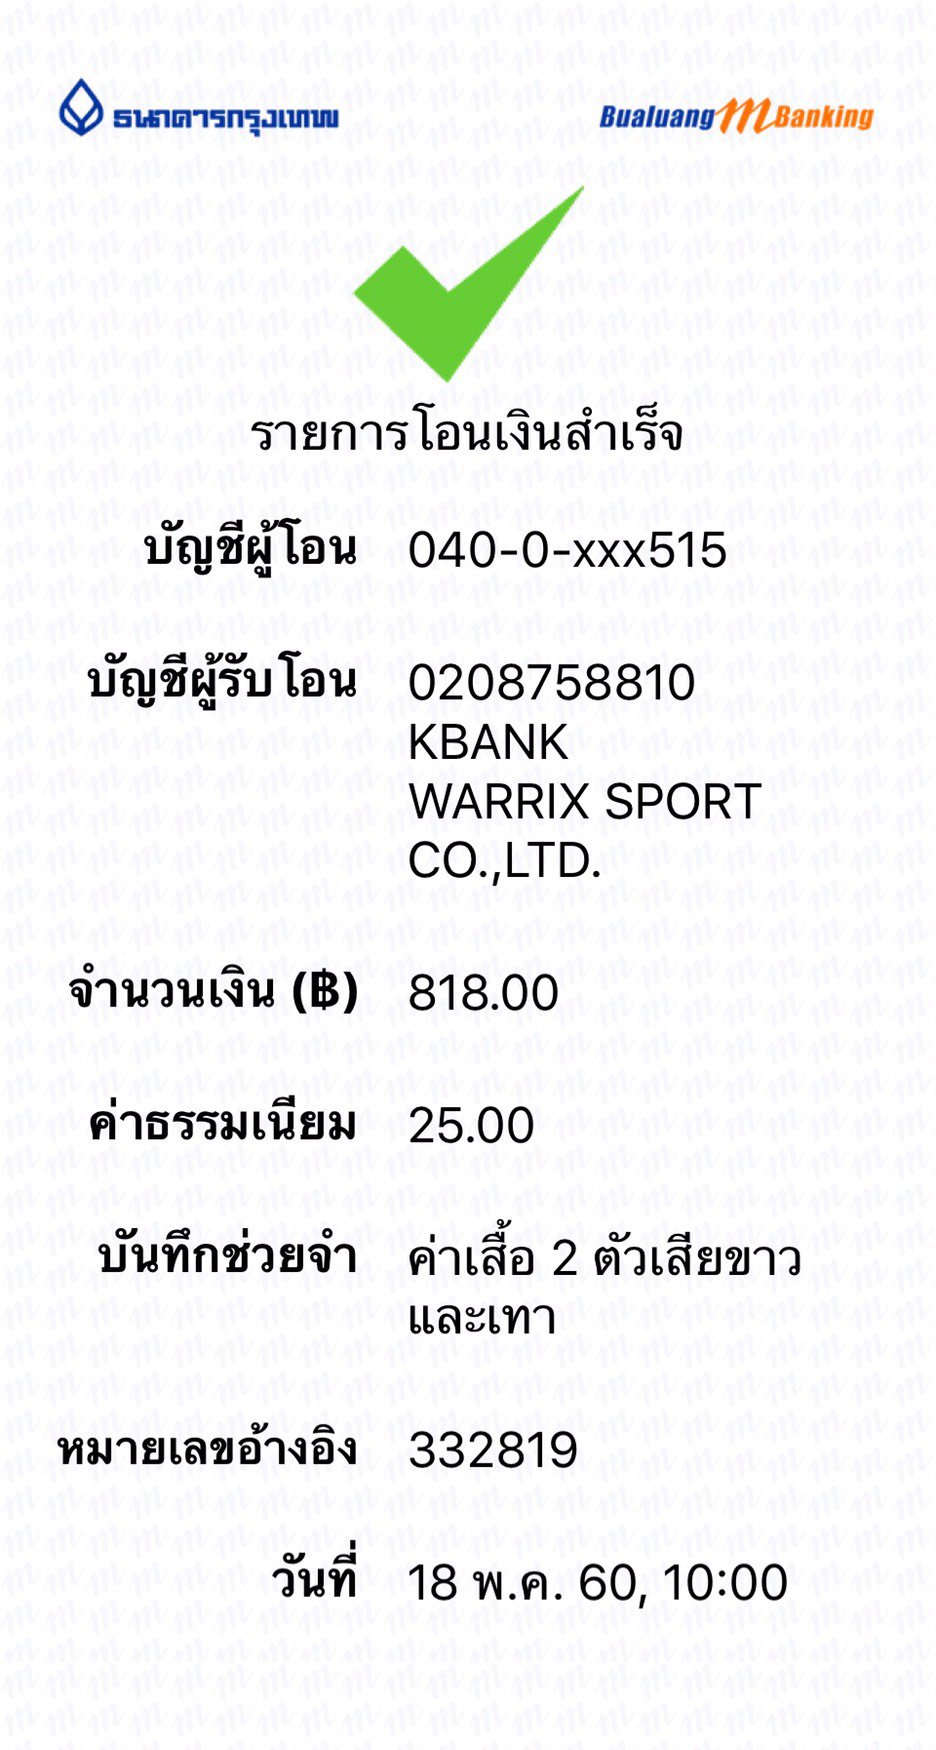 ธนาคารกรุงเทพ
Bualuang mBanking
รายการโอนเงินสำเร็จ
บัญชีผู้โอน 040-0-xxx515
บัญชีผู้รับโอน 0208758810
KBANK
WARRIX SPORT
CO.,LTD.
จำนวนเงิน (฿) 818.00
ค่าธรรมเนียม 25.00
บันทึกช่วยจำ ค่าเสื้อ 2 ตัวเสียขาว
และเทา
หมายเลขอ้างอิง 332819
วันที่ 18 พ.ค. 60, 10:00